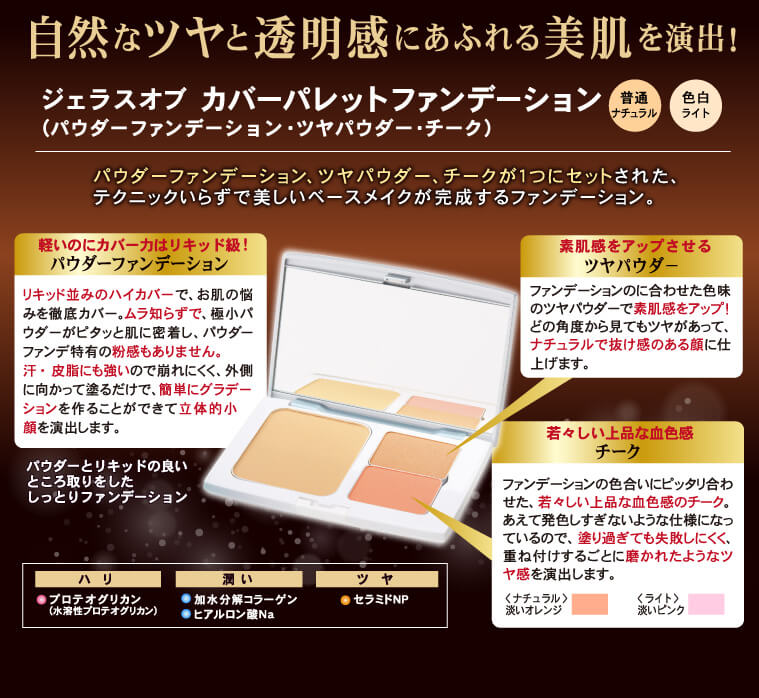 自然なツヤと透明感にあふれる美肌を演出!
ジェラスオブ カバーパレットファンデーション
普通
ナチュラル
色白
ライト
(パウダーファンデーション・ツヤパウダー・チーク)
パウダーファンデーション、ツヤパウダー、チークが1つにセットされた、
テクニックいらずで美しいベースメイクが完成するファンデーション。
軽いのにカバー力はリキッド級!
パウダーファンデーション
リキッド並みのハイカバーで、お肌の悩
みを徹底カバー。ムラ知らずで、極小パ
ウダーがピタッと肌に密着し、パウダー
ファンデ特有の粉感もありません。
汗・皮脂にも強いので崩れにくく、外側
に向かって塗るだけで、簡単にグラデー
ションを作ることができて立体的小
顔を演出します。
パウダーとリキッドの良い
ところ取りをした
しっとりファンデーション
素肌感をアップさせる
ツヤパウダー
ファンデーションのに合わせた色味
のツヤパウダーで素肌感をアップ!
どの角度から見てもツヤがあって、
ナチュラルで抜け感のある顔に仕
上げます。
若々しい上品な血色感
チーク
ファンデーションの色合いにピッタリ合わ
せた、若々しい上品な血色感のチーク。
あえて発色しすぎないような仕様になっ
ているので、塗り過ぎても失敗しにくく、
重ね付けするごとに磨かれたようなツ
ヤ感を演出します。
〈ナチュラル〉
淡いオレンジ
〈ライト〉
淡いピンク
ハリ
プロテオグリカン
(水溶性プロテオグリカン)
潤い
加水分解コラーゲン
ヒアルロン酸Na
ツヤ
セラミドNP